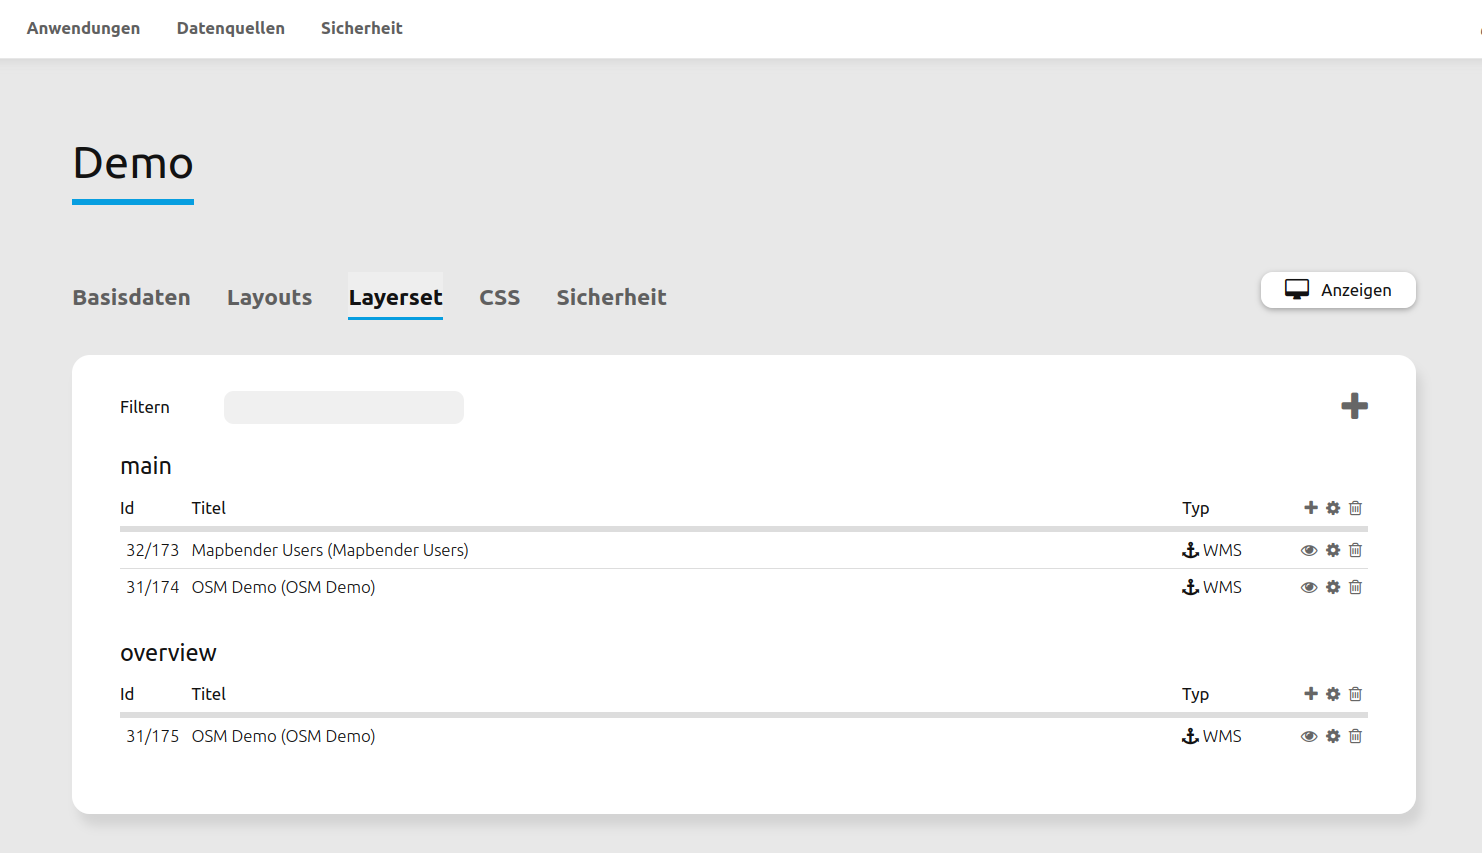 Anwendungen Datenquellen Sicherheit
Demo
Basisdaten Layouts Layerset CSS Sicherheit Anzeigen
Filtern
main
Id Titel Typ
32/173 Mapbender Users (Mapbender Users) WMS
31/174 OSM Demo (OSM Demo) WMS
overview
Id Titel Typ
31/175 OSM Demo (OSM Demo) WMS